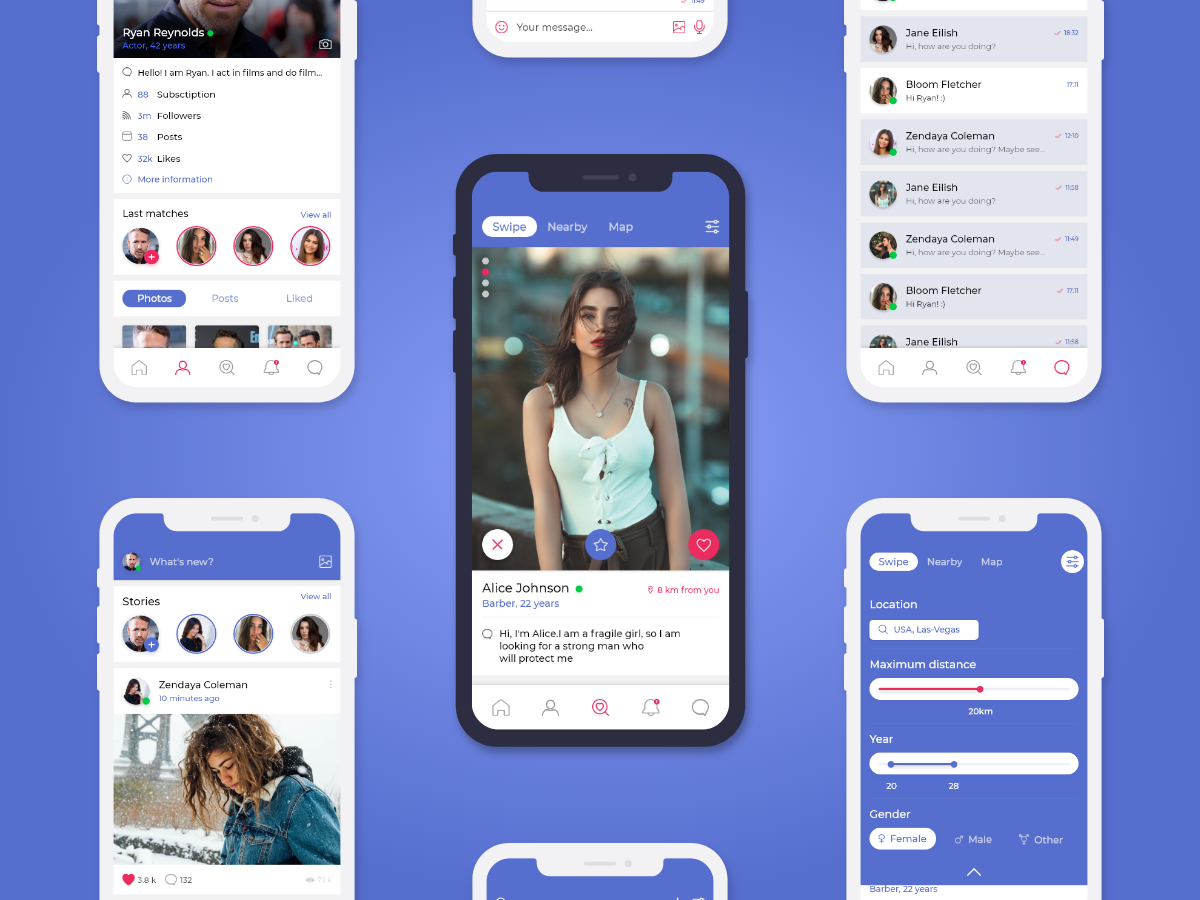 Ryan Reynolds
Actor, 42 years
Hello! I am Ryan. I act in films and do film...
88 Subsctiption
3m Followers
38 Posts
32k Likes
More information
Last matches
View all
Photos
Posts
Liked
11:49
Your message...
Jane Eilish
18:32
Hi, how are you doing?
Bloom Fletcher
17.11
Hi Ryan! :)
Zendaya Coleman
12:10
Hi, how are you doing? Maybe see...
Jane Eilish
11:58
Hi, how are you doing?
Zendaya Coleman
11:49
Hi, how are you doing? Maybe see...
Bloom Fletcher
17.11
Hi Ryan! :)
Jane Eilish
11:58
Swipe
Nearby
Map
Alice Johnson
8 km from you
Barber, 22 years
Hi, I'm Alice.I am a fragile girl, so I am
looking for a strong man who
will protect me
What's new?
Stories
View all
Zendaya Coleman
10 minutes ago
3.8 k
132
72 k
Swipe
Nearby
Map
Location
USA, Las-Vegas
Maximum distance
20km
Year
20
28
Gender
Female
Male
Other
Barber, 22 years